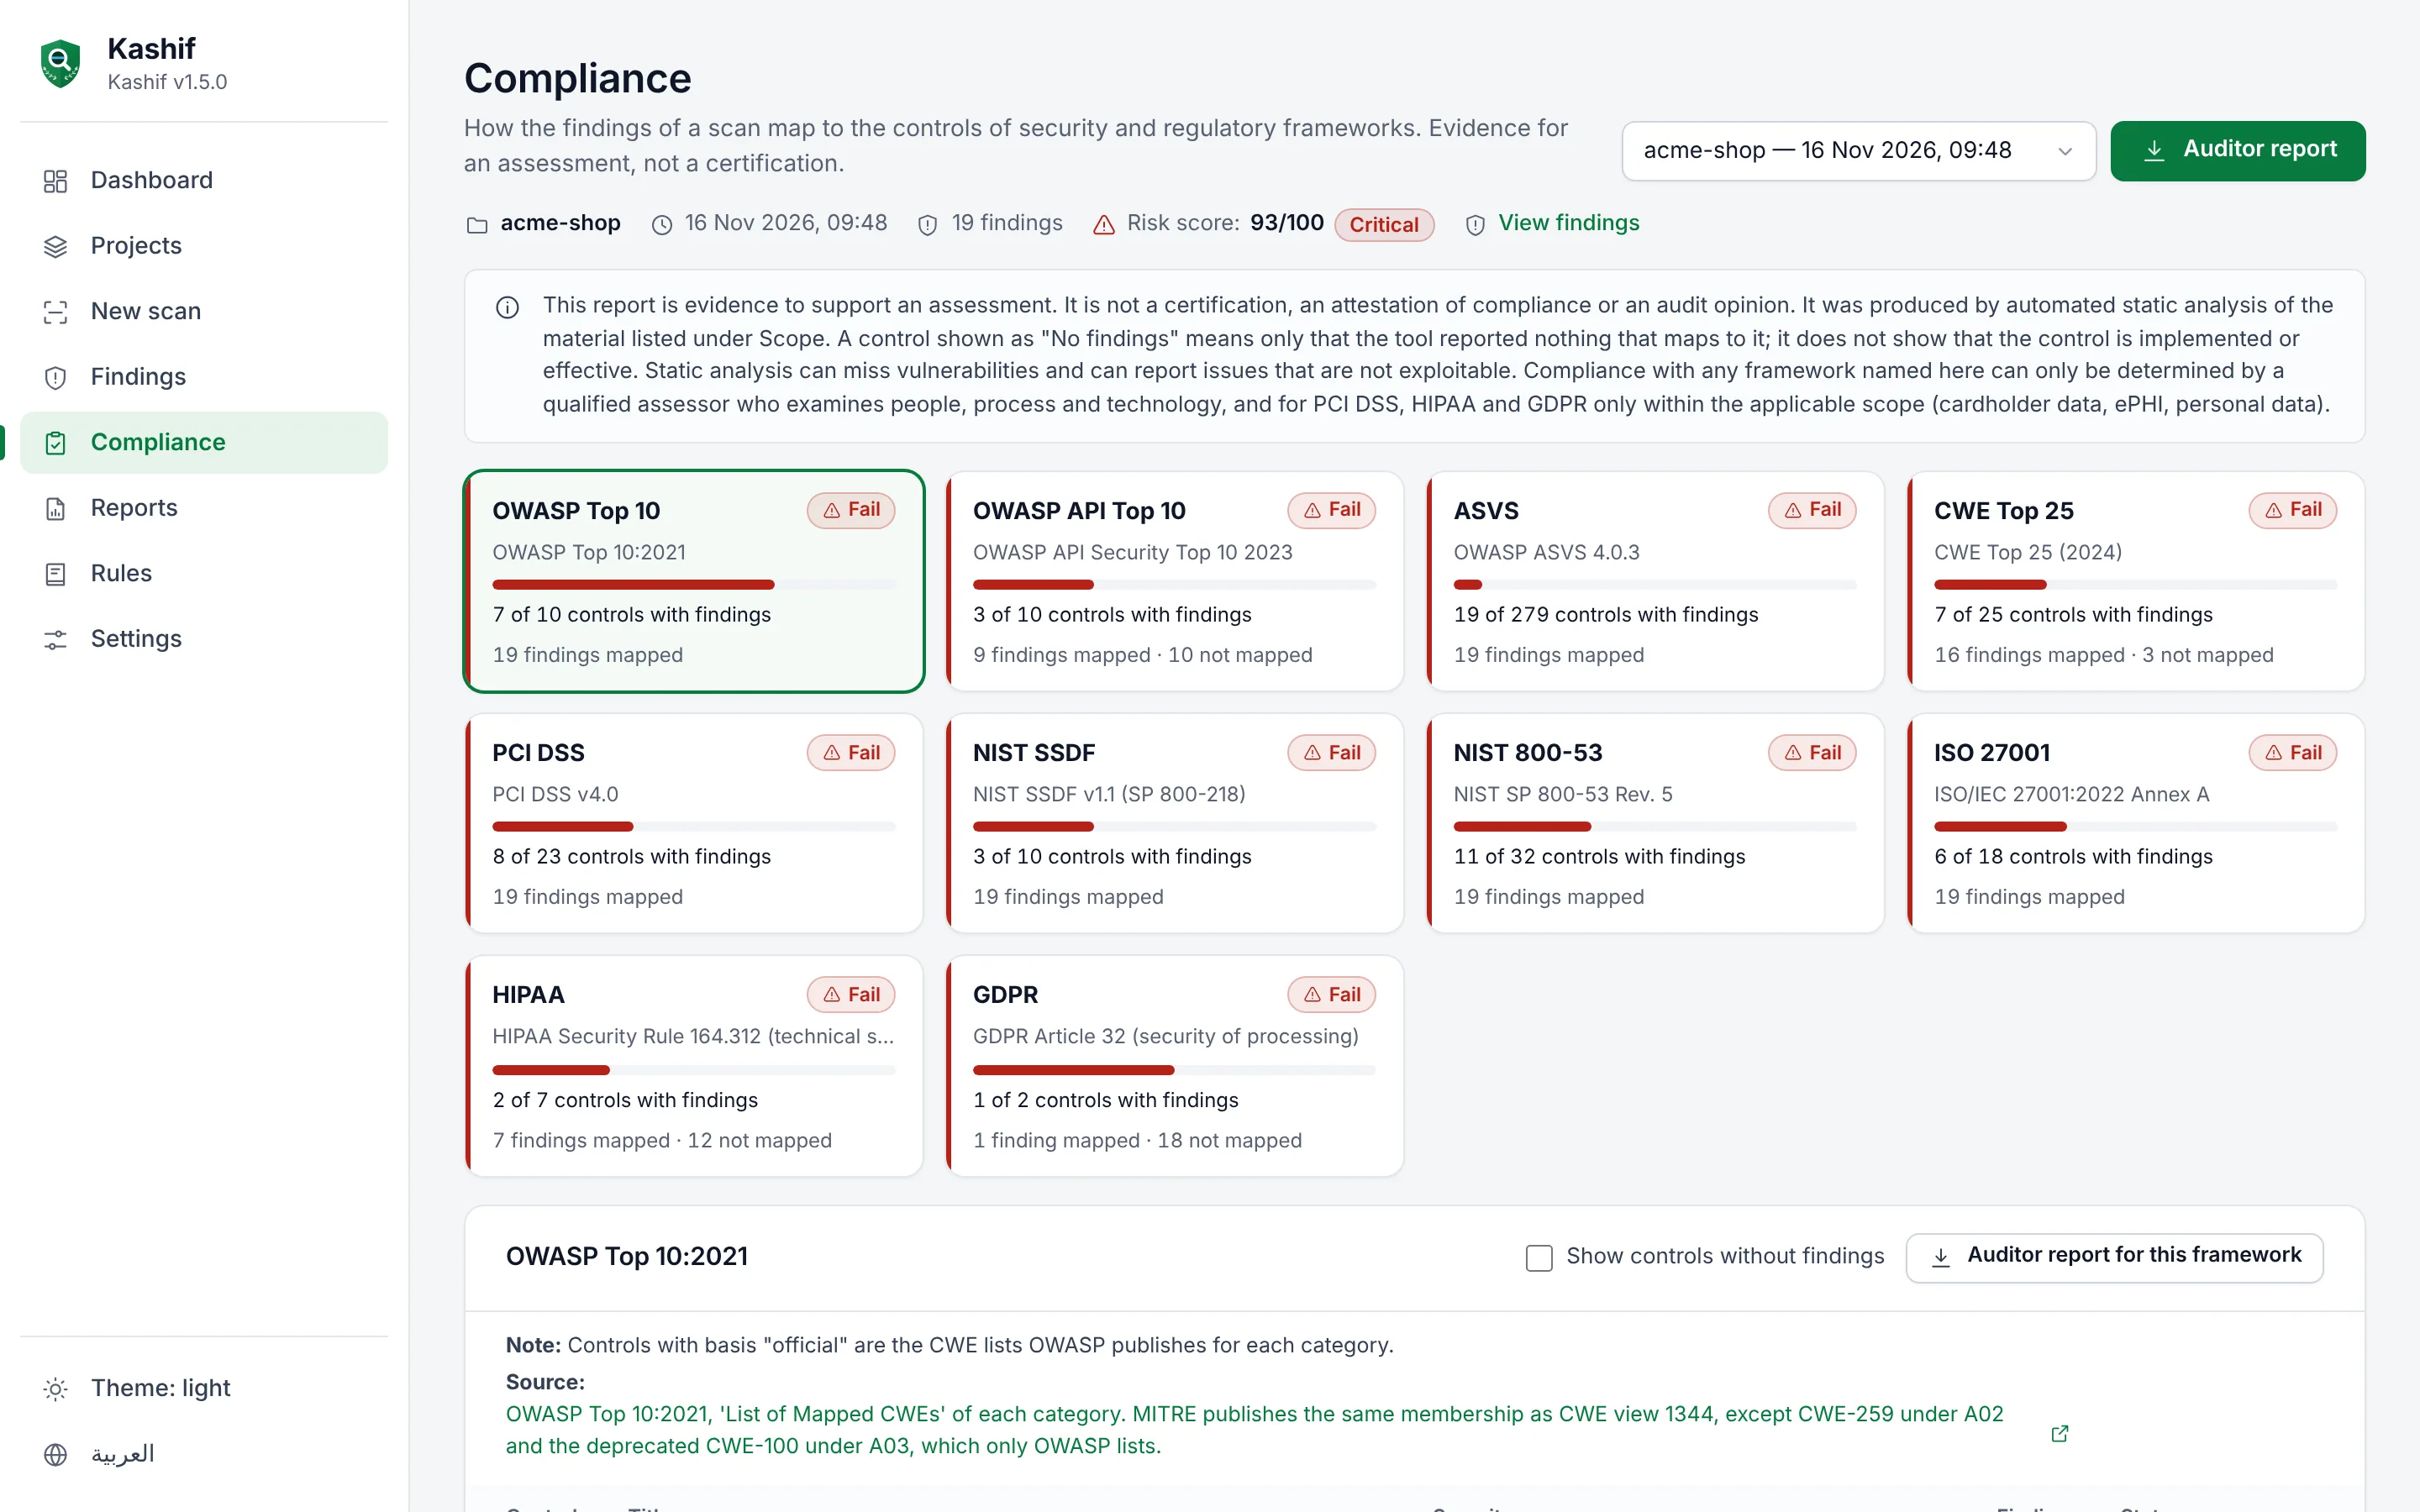 Kashif
Kashif v1.5.0
Dashboard
Projects
New scan
Findings
Compliance
Reports
Rules
Settings
Theme: light
العربية
Compliance
How the findings of a scan map to the controls of security and regulatory frameworks. Evidence for
an assessment, not a certification.
acme-shop — 16 Nov 2026, 09:48
Auditor report
acme-shop 16 Nov 2026, 09:48 19 findings Risk score: 93/100 Critical View findings
This report is evidence to support an assessment. It is not a certification, an attestation of compliance or an audit opinion. It was produced by automated static analysis of the
material listed under Scope. A control shown as "No findings" means only that the tool reported nothing that maps to it; it does not show that the control is implemented or
effective. Static analysis can miss vulnerabilities and can report issues that are not exploitable. Compliance with any framework named here can only be determined by a
qualified assessor who examines people, process and technology, and for PCI DSS, HIPAA and GDPR only within the applicable scope (cardholder data, ePHI, personal data).
OWASP Top 10 Fail
OWASP Top 10:2021
7 of 10 controls with findings
19 findings mapped
OWASP API Top 10 Fail
OWASP API Security Top 10 2023
3 of 10 controls with findings
9 findings mapped · 10 not mapped
ASVS Fail
OWASP ASVS 4.0.3
19 of 279 controls with findings
19 findings mapped
CWE Top 25 Fail
CWE Top 25 (2024)
7 of 25 controls with findings
16 findings mapped · 3 not mapped
PCI DSS Fail
PCI DSS v4.0
8 of 23 controls with findings
19 findings mapped
NIST SSDF Fail
NIST SSDF v1.1 (SP 800-218)
3 of 10 controls with findings
19 findings mapped
NIST 800-53 Fail
NIST SP 800-53 Rev. 5
11 of 32 controls with findings
19 findings mapped
ISO 27001 Fail
ISO/IEC 27001:2022 Annex A
6 of 18 controls with findings
19 findings mapped
HIPAA Fail
HIPAA Security Rule 164.312 (technical s...
2 of 7 controls with findings
7 findings mapped · 12 not mapped
GDPR Fail
GDPR Article 32 (security of processing)
1 of 2 controls with findings
1 finding mapped · 18 not mapped
OWASP Top 10:2021
Show controls without findings
Auditor report for this framework
Note: Controls with basis "official" are the CWE lists OWASP publishes for each category.
Source:
OWASP Top 10:2021, 'List of Mapped CWEs' of each category. MITRE publishes the same membership as CWE view 1344, except CWE-259 under A02
and the deprecated CWE-100 under A03, which only OWASP lists.